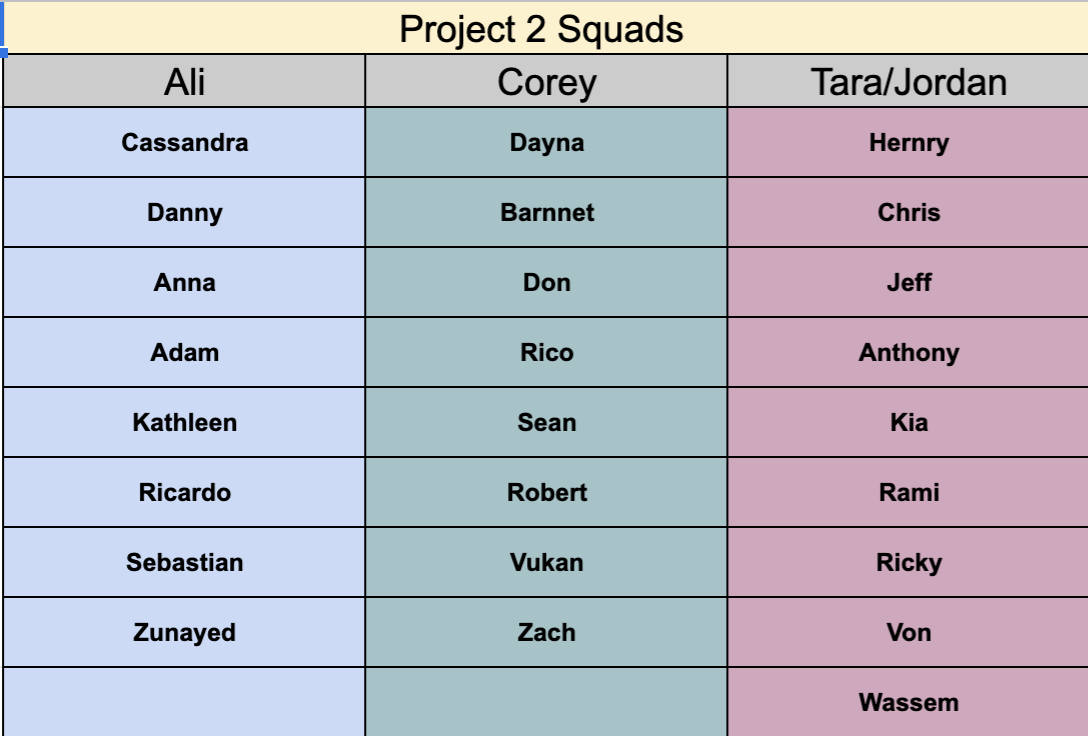 Project 2 Squads
Ali Corey Tara/Jordan
Cassandra Dayna Hernry
Danny Barnnet Chris
Anna Don Jeff
Adam Rico Anthony
Kathleen Sean Kia
Ricardo Robert Rami
Sebastian Vukan Ricky
Zunayed Zach Von
Wassem